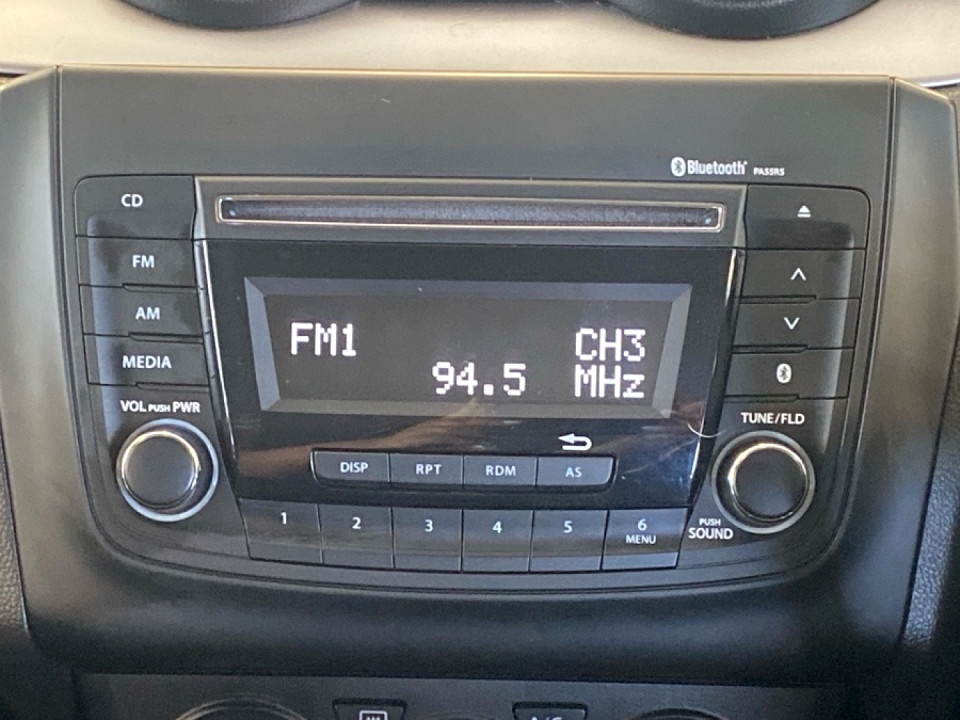 Bluetooth® PA55RS
CD
FM
AM
MEDIA
FM1 CH3
94.5 MHz
VOL PUSH PWR
TUNE/FLD
DISP RPT RDM AS
1 2 3 4 5 6
MENU
PUSH
SOUND